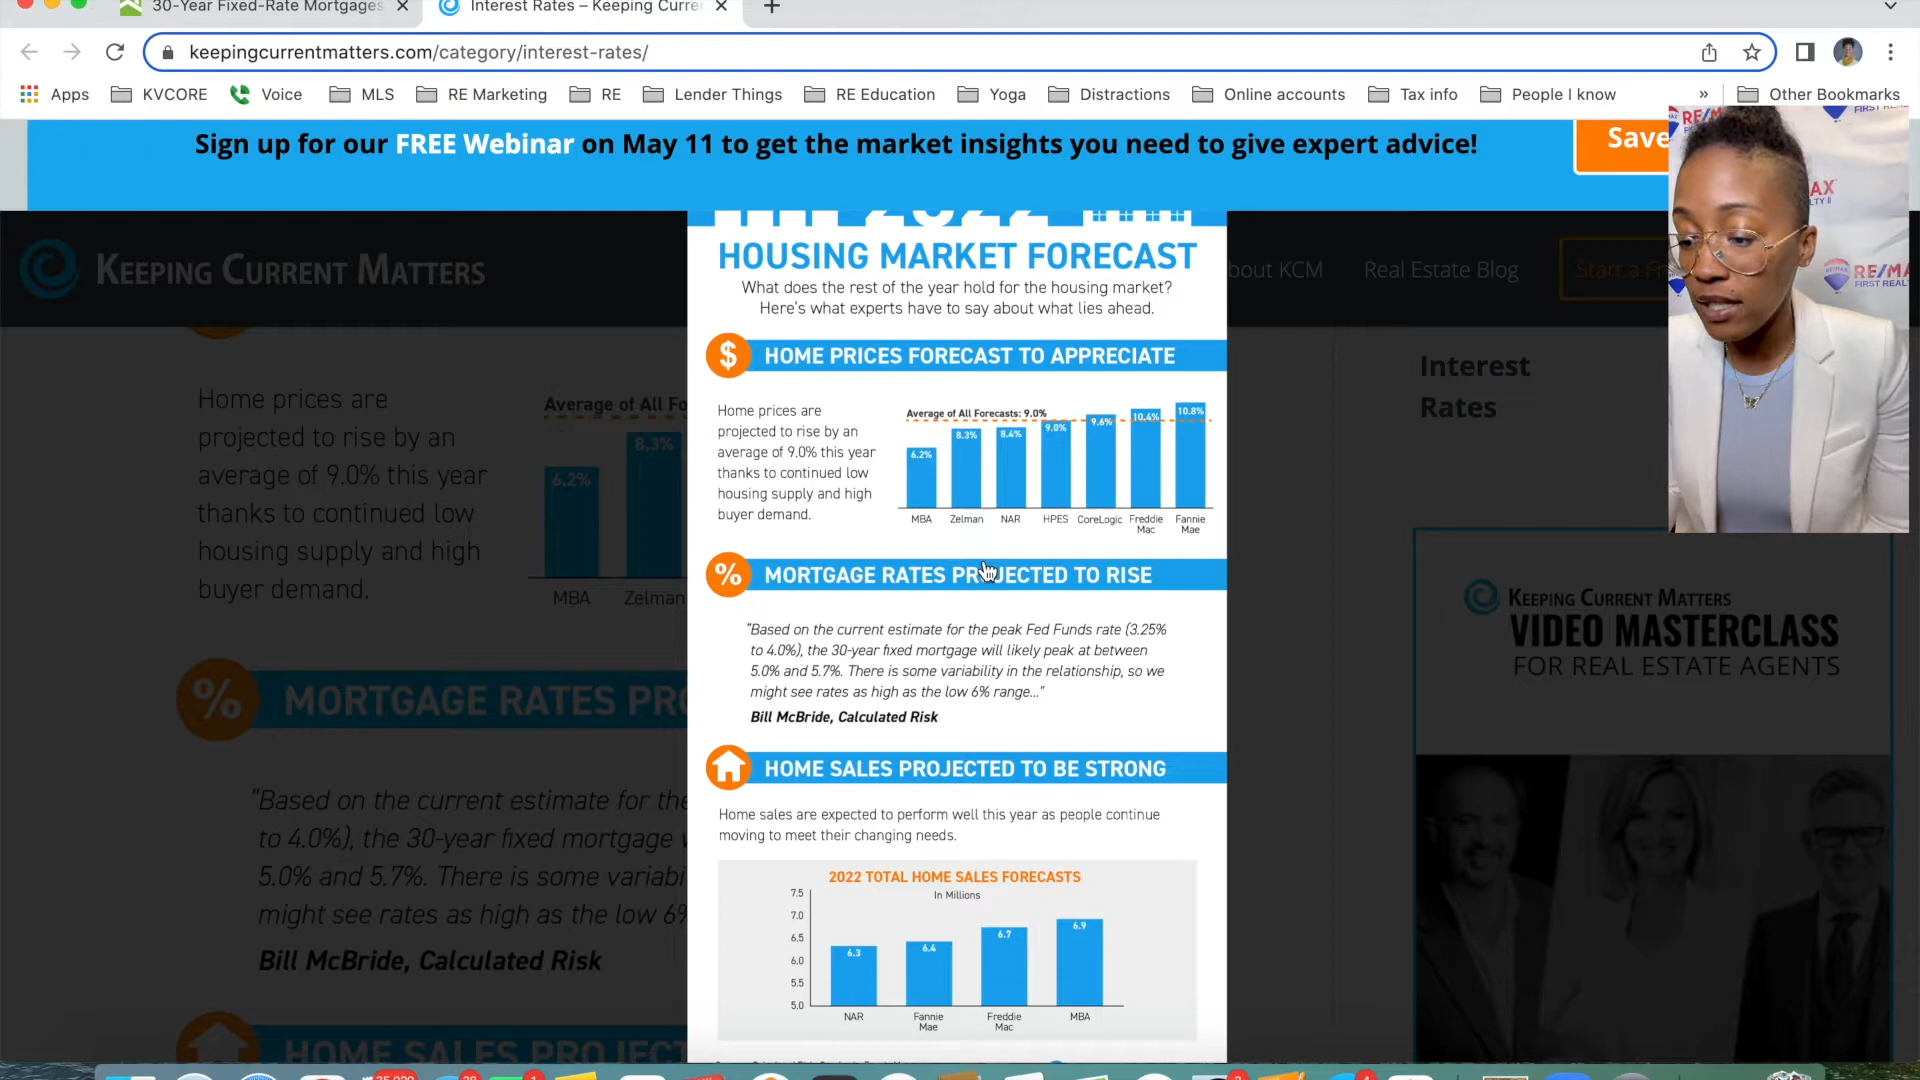 30-Year Fixed-Rate Mortgages
Interest Rates – Keeping Curre
keepingcurrentmatters.com/category/interest-rates/
Apps KVCORE Voice MLS RE Marketing RE Lender Things RE Education Yoga Distractions Online accounts Tax info People I know » Other Bookmarks
Sign up for our FREE Webinar on May 11 to get the market insights you need to give expert advice!
Save
KEEPING CURRENT MATTERS
bout KCM
Real Estate Blog
Start a Fr
2022
HOUSING MARKET FORECAST
What does the rest of the year hold for the housing market?
Here's what experts have to say about what lies ahead.
$ HOME PRICES FORECAST TO APPRECIATE
Home prices are
projected to rise by an
average of 9.0% this year
thanks to continued low
housing supply and high
buyer demand.
Average of All Forecasts: 9.0%
6.2% 8.3% 8.4% 9.0% 9.6% 10.4% 10.8%
MBA Zelman NAR HPES CoreLogic Freddie Mac Fannie Mae
% MORTGAGE RATES PROJECTED TO RISE
"Based on the current estimate for the peak Fed Funds rate (3.25%
to 4.0%), the 30-year fixed mortgage will likely peak at between
5.0% and 5.7%. There is some variability in the relationship, so we
might see rates as high as the low 6% range..."
Bill McBride, Calculated Risk
HOME SALES PROJECTED TO BE STRONG
Home sales are expected to perform well this year as people continue
moving to meet their changing needs.
2022 TOTAL HOME SALES FORECASTS
In Millions
7.5
7.0
6.5
6.0
5.5
5.0
6.3 6.4 6.7 6.9
NAR Fannie Mae Freddie Mac MBA
Home prices are
projected to rise by an
average of 9.0% this year
thanks to continued low
housing supply and high
buyer demand.
Average of All Fo
6.2% 8.3%
MBA Zelman
% MORTGAGE RATES PRO
"Based on the current estimate for the
to 4.0%), the 30-year fixed mortgage
5.0% and 5.7%. There is some variabi
might see rates as high as the low 6%
Bill McBride, Calculated Risk
HOME SALES PROJECT
Interest
Rates
KEEPING CURRENT MATTERS
VIDEO MASTERCLASS
FOR REAL ESTATE AGENTS
RE/M
FIRST REAL
AX
LTY II
RE/MA
FIRST REALT